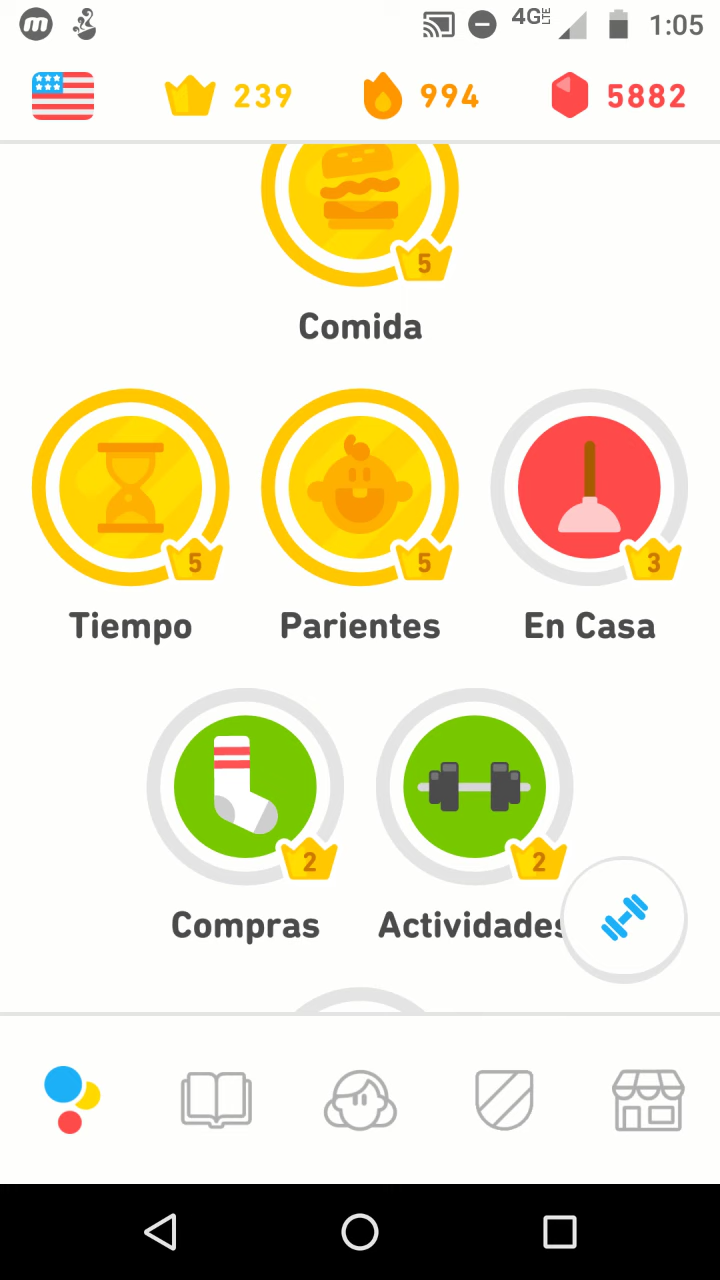 m 4G LTE 1:05
239 994 5882
5
Comida
5 5 3
Tiempo Parientes En Casa
2 2
Compras Actividades